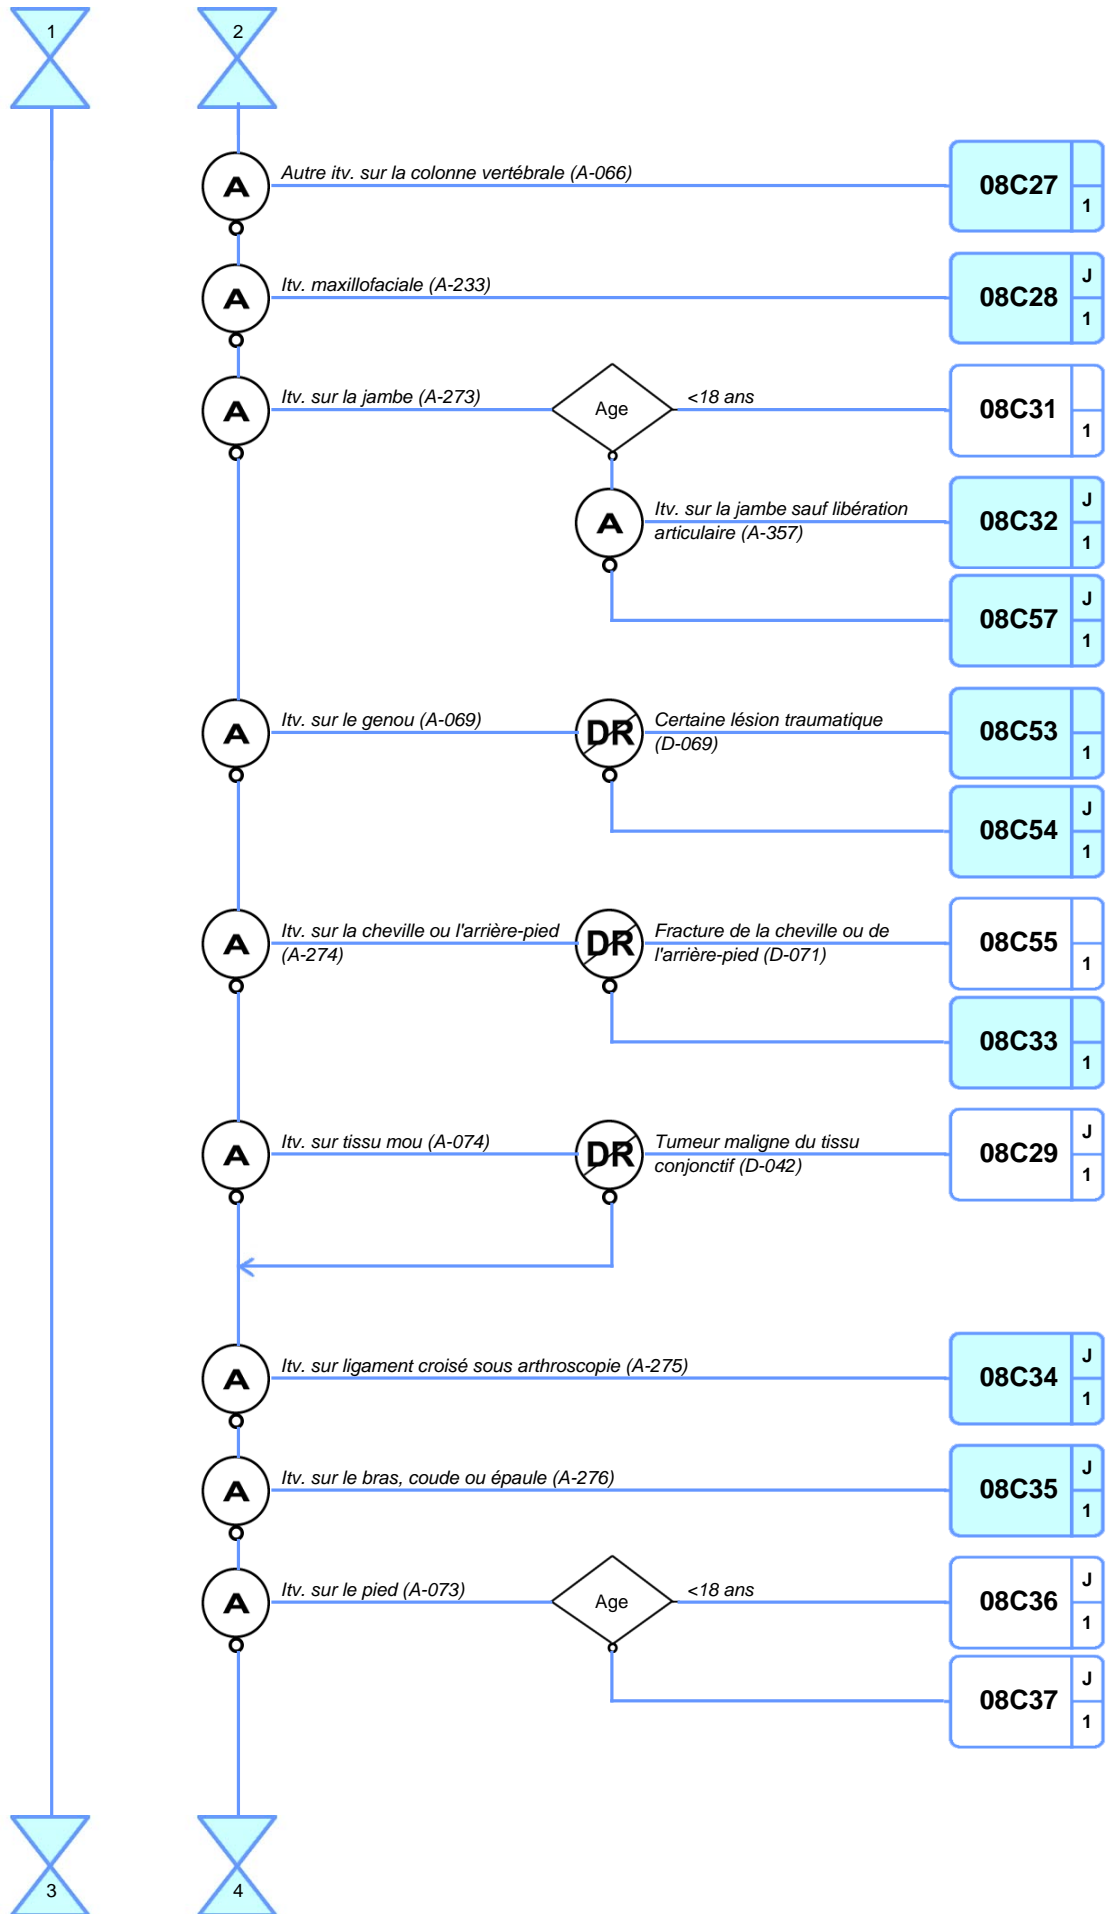 1
2
A
Autre itv. sur la colonne vertébrale (A-066)
08C27
1
A
Itv. maxillofaciale (A-233)
08C28
J
1
A
Itv. sur la jambe (A-273)
Age
<18 ans
08C31
1
A
Itv. sur la jambe sauf libération
articulaire (A-357)
08C32
J
1
08C57
J
1
A
Itv. sur le genou (A-069)
DR
Certaine lésion traumatique
(D-069)
08C53
1
08C54
J
1
A
Itv. sur la cheville ou l'arrière-pied
(A-274)
DR
Fracture de la cheville ou de
l'arrière-pied (D-071)
08C55
1
08C33
1
A
Itv. sur tissu mou (A-074)
DR
Tumeur maligne du tissu
conjonctif (D-042)
08C29
J
1
A
Itv. sur ligament croisé sous arthroscopie (A-275)
08C34
J
1
A
Itv. sur le bras, coude ou épaule (A-276)
08C35
J
1
A
Itv. sur le pied (A-073)
Age
<18 ans
08C36
J
1
08C37
J
1
3
4